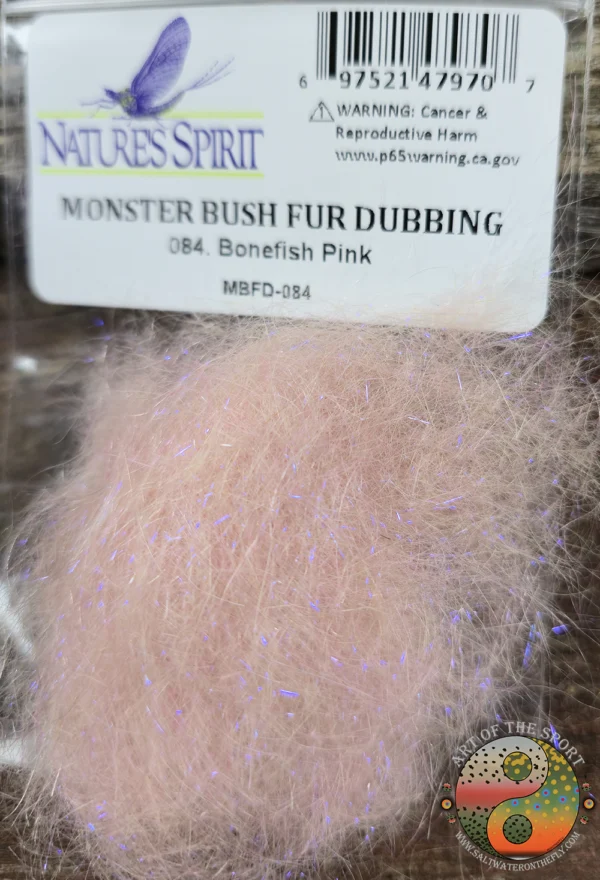 6 97521 47970 7
WARNING: Cancer &
Reproductive Harm
www.p65warning.ca.gov
NATURE'S SPIRIT
MONSTER BUSH FUR DUBBING
084. Bonefish Pink
MBFD-084
ART OF THE SPORT
WWW.SALTWATERONTHEFLY.COM